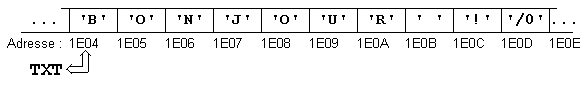 ... 'B' 'O' 'N' 'J' 'O' 'U' 'R' ' ' '!' '/0' ...
Adresse : 1E04 1E05 1E06 1E07 1E08 1E09 1E0A 1E0B 1E0C 1E0D 1E0E
TXT